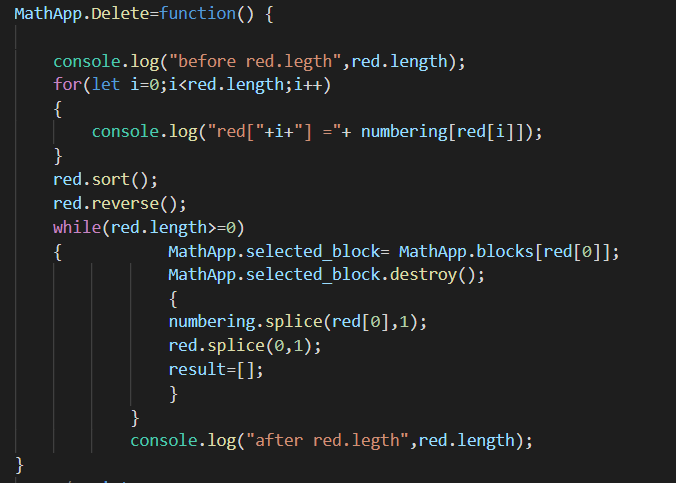 MathApp.Delete=function() {
console.log("before red.legth",red.length);
for(let i=0;i<red.length;i++)
{
console.log("red["+i+"] ="+ numbering[red[i]]);
}
red.sort();
red.reverse();
while(red.length>=0)
{ MathApp.selected_block= MathApp.blocks[red[0]];
MathApp.selected_block.destroy();
{
numbering.splice(red[0],1);
red.splice(0,1);
result=[];
}
}
console.log("after red.legth",red.length);
}